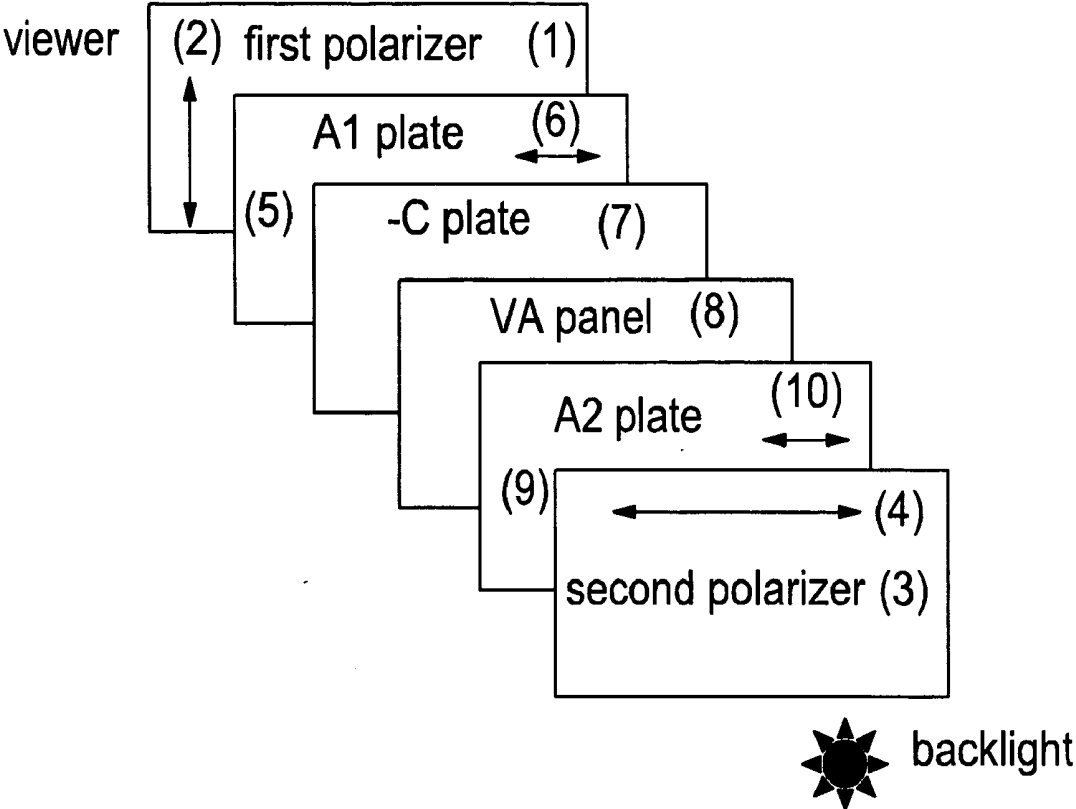 viewer (2) first polarizer (1)
A1 plate (6)
(5) -C plate (7)
VA panel (8)
A2 plate (10)
(9) (4)
second polarizer (3)
backlight